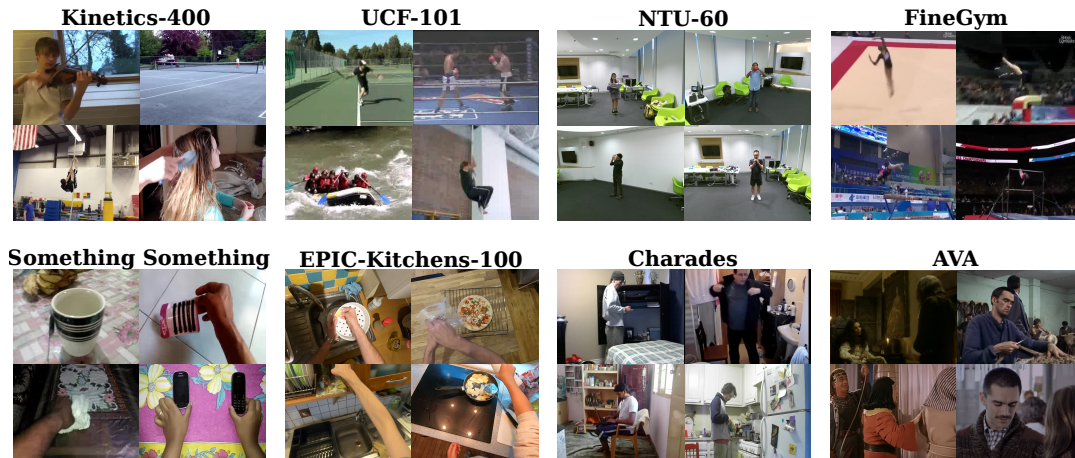 Kinetics-400
UCF-101
NTU-60
FineGym
Something Something
EPIC-Kitchens-100
Charades
AVA